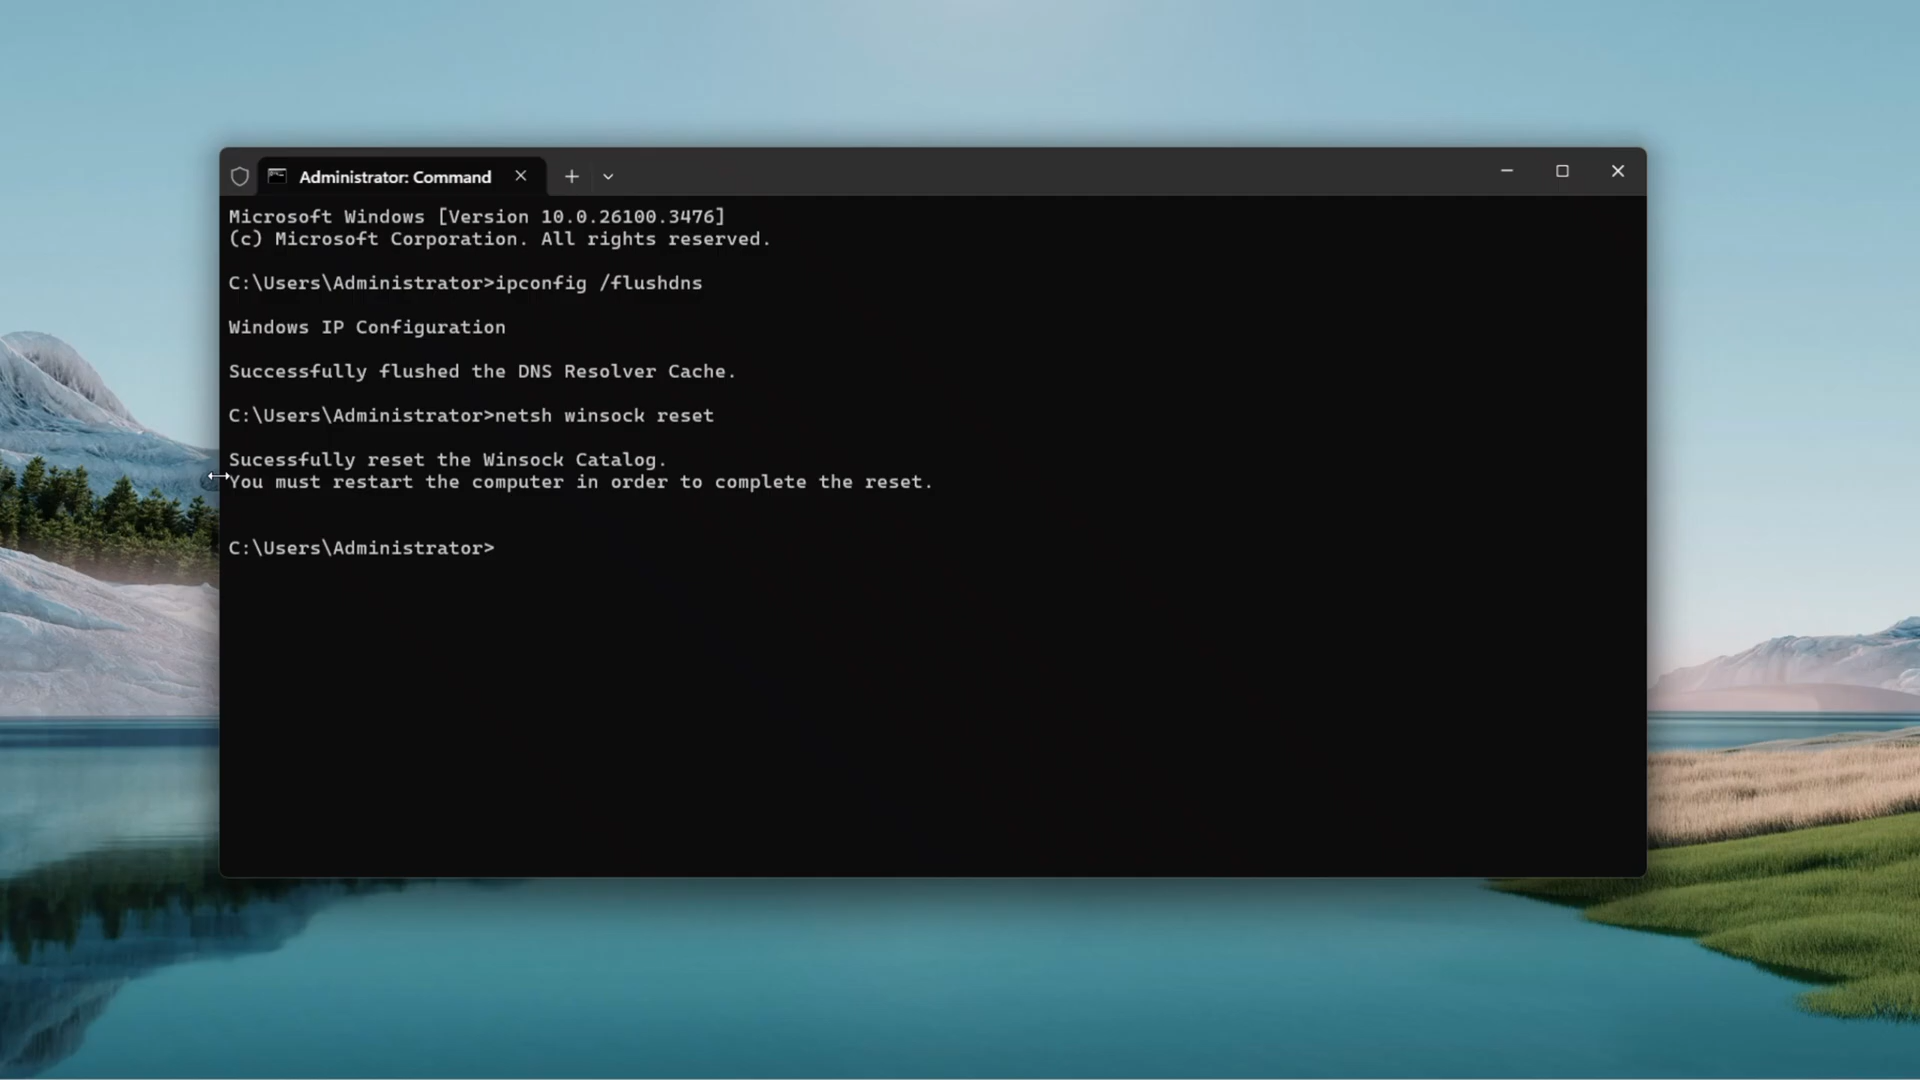 Administrator: Command
Microsoft Windows [Version 10.0.26100.3476]
(c) Microsoft Corporation. All rights reserved.
C:\Users\Administrator>ipconfig /flushdns
Windows IP Configuration
Successfully flushed the DNS Resolver Cache.
C:\Users\Administrator>netsh winsock reset
Sucessfully reset the Winsock Catalog.
You must restart the computer in order to complete the reset.
C:\Users\Administrator>